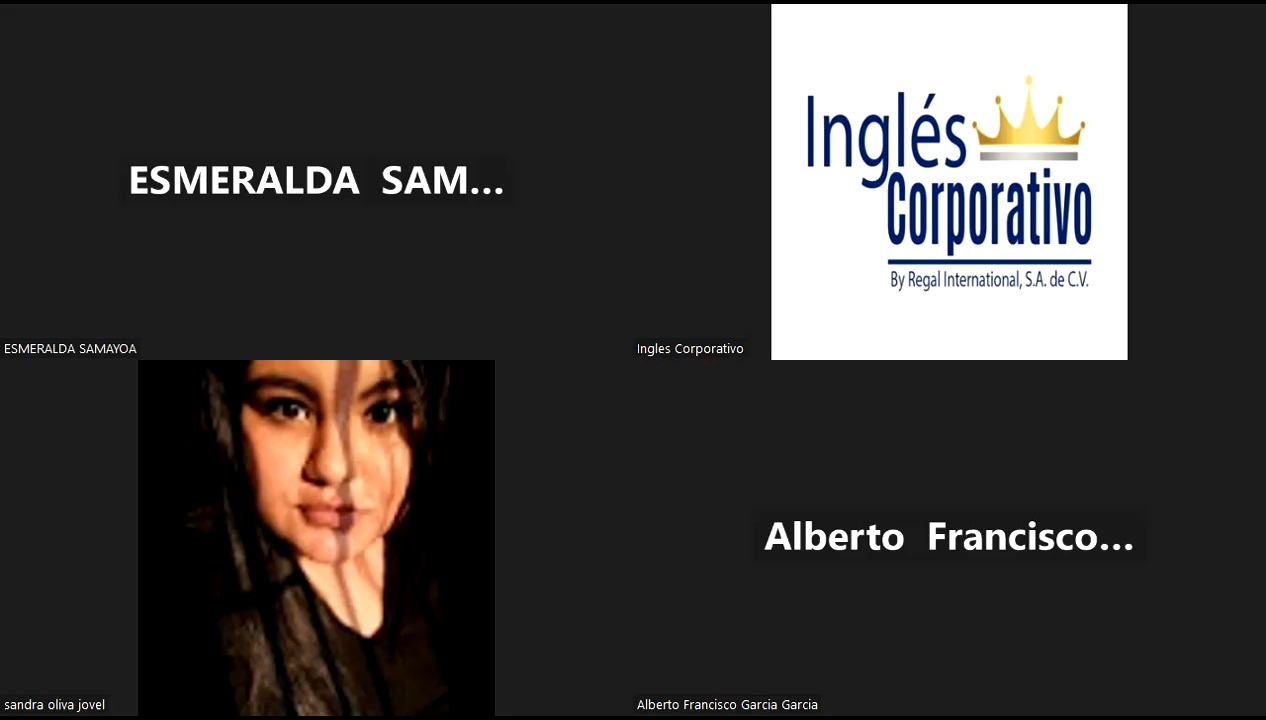 ESMERALDA SAM...
Inglés
Corporativo
By Regal International, S.A. de C.V.
ESMERALDA SAMAYOA
Ingles Corporativo
Alberto Francisco...
sandra oliva jovel
Alberto Francisco Garcia Garcia